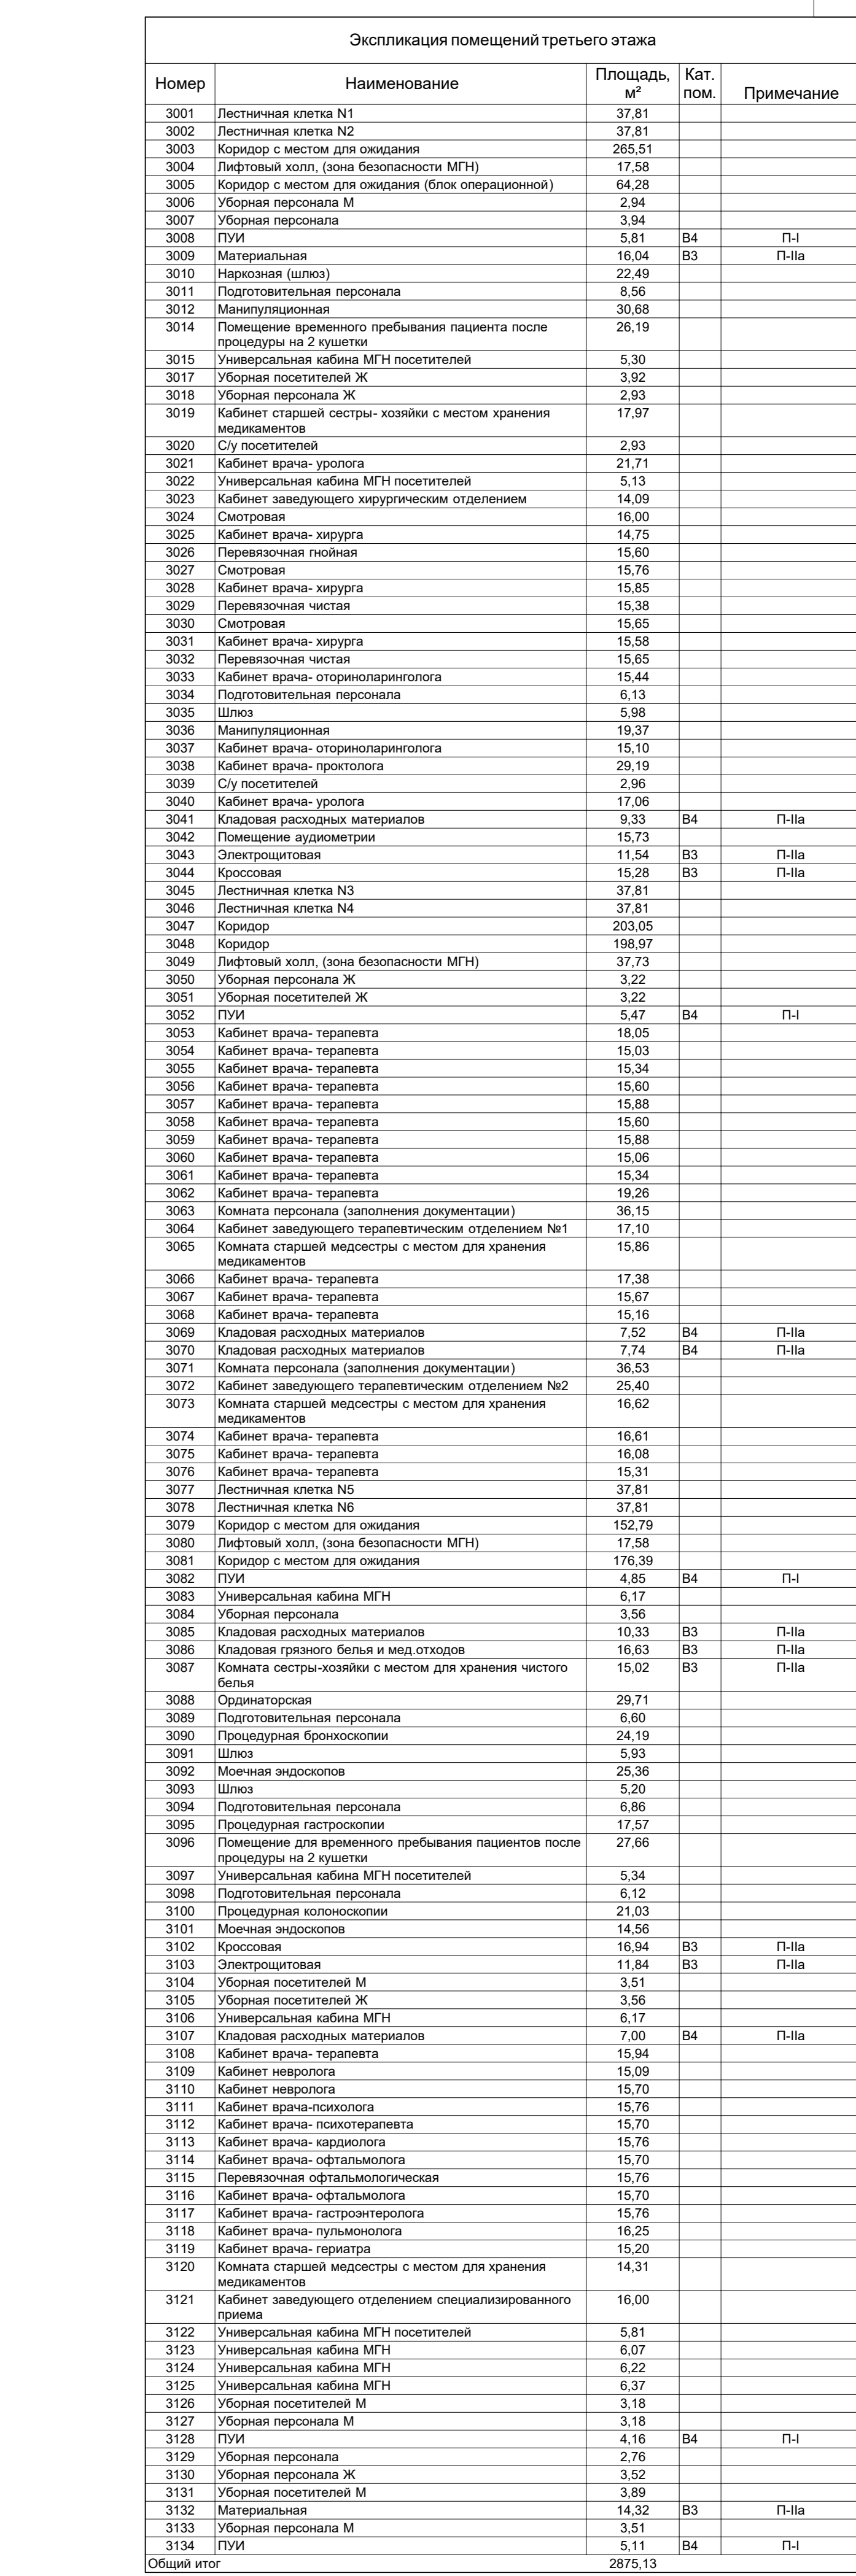 Экспликация помещений третьего этажа
Номер Наименование Площадь, м² Кат. пом. Примечание
3001 Лестничная клетка N1 37,81
3002 Лестничная клетка N2 37,81
3003 Коридор с местом для ожидания 265,51
3004 Лифтовый холл, (зона безопасности МГН) 17,58
3005 Коридор с местом для ожидания (блок операционной) 64,28
3006 Уборная персонала М 2,94
3007 Уборная персонала 3,94
3008 ПУИ 5,81 В4 П-I
3009 Материальная 16,04 В3 П-IIа
3010 Наркозная (шлюз) 22,49
3011 Подготовительная персонала 8,56
3012 Манипуляционная 30,68
3014 Помещение временного пребывания пациента после 26,19
процедуры на 2 кушетки
3015 Универсальная кабина МГН посетителей 5,30
3017 Уборная посетителей Ж 3,92
3018 Уборная персонала Ж 2,93
3019 Кабинет старшей сестры- хозяйки с местом хранения 17,97
медикаментов
3020 С/у посетителей 2,93
3021 Кабинет врача- уролога 21,71
3022 Универсальная кабина МГН посетителей 5,13
3023 Кабинет заведующего хирургическим отделением 14,09
3024 Смотровая 16,00
3025 Кабинет врача- хирурга 14,75
3026 Перевязочная гнойная 15,60
3027 Смотровая 15,76
3028 Кабинет врача- хирурга 15,85
3029 Перевязочная чистая 15,38
3030 Смотровая 15,65
3031 Кабинет врача- хирурга 15,58
3032 Перевязочная чистая 15,65
3033 Кабинет врача- оториноларинголога 15,44
3034 Подготовительная персонала 6,13
3035 Шлюз 5,98
3036 Манипуляционная 19,37
3037 Кабинет врача- оториноларинголога 15,10
3038 Кабинет врача- проктолога 29,19
3039 С/у посетителей 2,96
3040 Кабинет врача- уролога 17,06
3041 Кладовая расходных материалов 9,33 В4 П-IIа
3042 Помещение аудиометрии 15,73
3043 Электрощитовая 11,54 В3 П-IIа
3044 Кроссовая 15,28 В3 П-IIа
3045 Лестничная клетка N3 37,81
3046 Лестничная клетка N4 37,81
3047 Коридор 203,05
3048 Коридор 198,97
3049 Лифтовый холл, (зона безопасности МГН) 37,73
3050 Уборная персонала Ж 3,22
3051 Уборная посетителей Ж 3,22
3052 ПУИ 5,47 В4 П-I
3053 Кабинет врача- терапевта 18,05
3054 Кабинет врача- терапевта 15,03
3055 Кабинет врача- терапевта 15,34
3056 Кабинет врача- терапевта 15,60
3057 Кабинет врача- терапевта 15,88
3058 Кабинет врача- терапевта 15,60
3059 Кабинет врача- терапевта 15,88
3060 Кабинет врача- терапевта 15,06
3061 Кабинет врача- терапевта 15,34
3062 Кабинет врача- терапевта 19,26
3063 Комната персонала (заполнения документации) 36,15
3064 Кабинет заведующего терапевтическим отделением №1 17,10
3065 Комната старшей медсестры с местом для хранения 15,86
медикаментов
3066 Кабинет врача- терапевта 17,38
3067 Кабинет врача- терапевта 15,67
3068 Кабинет врача- терапевта 15,16
3069 Кладовая расходных материалов 7,52 В4 П-IIа
3070 Кладовая расходных материалов 7,74 В4 П-IIа
3071 Комната персонала (заполнения документации) 36,53
3072 Кабинет заведующего терапевтическим отделением №2 25,40
3073 Комната старшей медсестры с местом для хранения 16,62
медикаментов
3074 Кабинет врача- терапевта 16,61
3075 Кабинет врача- терапевта 16,08
3076 Кабинет врача- терапевта 15,31
3077 Лестничная клетка N5 37,81
3078 Лестничная клетка N6 37,81
3079 Коридор с местом для ожидания 152,79
3080 Лифтовый холл, (зона безопасности МГН) 17,58
3081 Коридор с местом для ожидания 176,39
3082 ПУИ 4,85 В4 П-I
3083 Универсальная кабина МГН 6,17
3084 Уборная персонала 3,56
3085 Кладовая расходных материалов 10,33 В3 П-IIа
3086 Кладовая грязного белья и мед.отходов 16,63 В3 П-IIа
3087 Комната сестры-хозяйки с местом для хранения чистого 15,02 В3 П-IIа
белья
3088 Ординаторская 29,71
3089 Подготовительная персонала 6,60
3090 Процедурная бронхоскопии 24,19
3091 Шлюз 5,93
3092 Моечная эндоскопов 25,36
3093 Шлюз 5,20
3094 Подготовительная персонала 6,86
3095 Процедурная гастроскопии 17,57
3096 Помещение для временного пребывания пациентов после 27,66
процедуры на 2 кушетки
3097 Универсальная кабина МГН посетителей 5,34
3098 Подготовительная персонала 6,12
3100 Процедурная колоноскопии 21,03
3101 Моечная эндоскопов 14,56
3102 Кроссовая 16,94 В3 П-IIа
3103 Электрощитовая 11,84 В3 П-IIа
3104 Уборная посетителей М 3,51
3105 Уборная посетителей Ж 3,56
3106 Универсальная кабина МГН 6,17
3107 Кладовая расходных материалов 7,00 В4 П-IIа
3108 Кабинет врача- терапевта 15,94
3109 Кабинет невролога 15,09
3110 Кабинет невролога 15,70
3111 Кабинет врача-психолога 15,76
3112 Кабинет врача- психотерапевта 15,70
3113 Кабинет врача- кардиолога 15,76
3114 Кабинет врача- офтальмолога 15,70
3115 Перевязочная офтальмологическая 15,76
3116 Кабинет врача- офтальмолога 15,70
3117 Кабинет врача- гастроэнтеролога 15,76
3118 Кабинет врача- пульмонолога 16,25
3119 Кабинет врача- гериатра 15,20
3120 Комната старшей медсестры с местом для хранения 14,31
медикаментов
3121 Кабинет заведующего отделением специализированного 16,00
приема
3122 Универсальная кабина МГН посетителей 5,81
3123 Универсальная кабина МГН 6,07
3124 Универсальная кабина МГН 6,22
3125 Универсальная кабина МГН 6,37
3126 Уборная посетителей М 3,18
3127 Уборная персонала М 3,18
3128 ПУИ 4,16 В4 П-I
3129 Уборная персонала 2,76
3130 Уборная персонала Ж 3,52
3131 Уборная посетителей М 3,89
3132 Материальная 14,32 В3 П-IIа
3133 Уборная персонала М 3,51
3134 ПУИ 5,11 В4 П-I
Общий итог 2875,13